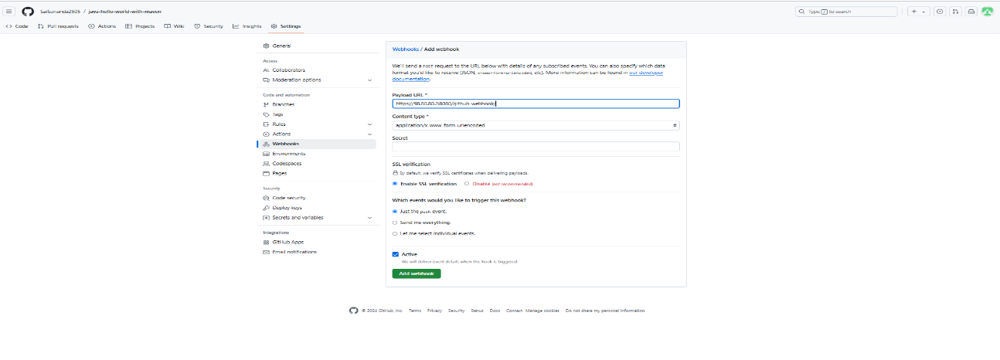 SaiSunanda2505 / java-hello-world-with-maven
Type / to search
Code Pull requests Actions Projects Wiki Security Insights Settings
General
Access
Collaborators
Moderation options
Code and automation
Branches
Tags
Rules
Actions
Webhooks
Environments
Codespaces
Pages
Security
Code security
Deploy keys
Secrets and variables
Integrations
GitHub Apps
Email notifications
Webhooks / Add webhook
We'll send a POST request to the URL below with details of any subscribed events. You can also specify which data
format you'd like to receive (JSON, x-www-form-urlencoded, etc). More information can be found in our developer
documentation.
Payload URL *
https://98.80.80.2:8080/github-webhook/
Content type *
application/x-www-form-urlencoded
Secret
SSL verification
By default, we verify SSL certificates when delivering payloads.
Enable SSL verification Disable (not recommended)
Which events would you like to trigger this webhook?
Just the push event.
Send me everything.
Let me select individual events.
Active
We will deliver event details when this hook is triggered.
Add webhook
© 2024 GitHub, Inc. Terms Privacy Security Status Docs Contact Manage cookies Do not share my personal information